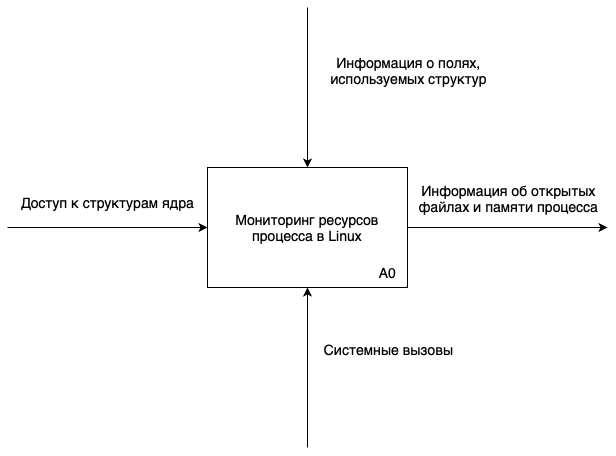 Информация о полях,
используемых структур
Доступ к структурам ядра
Информация об открытых
файлах и памяти процесса
Мониторинг ресурсов
процесса в Linux
A0
Системные вызовы